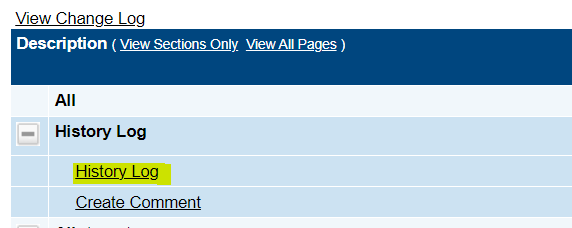 View Change Log
Description ( View Sections Only View All Pages )
All
History Log
History Log
Create Comment